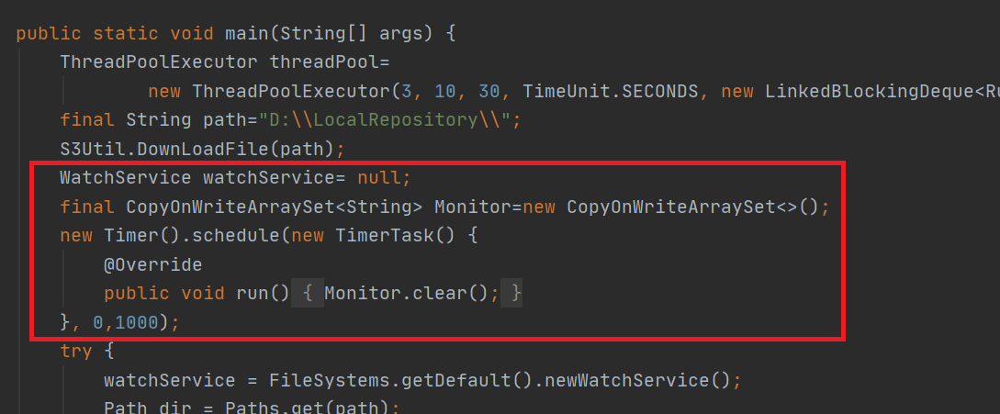 public static void main(String[] args) {
ThreadPoolExecutor threadPool=
new ThreadPoolExecutor(3, 10, 30, TimeUnit.SECONDS, new LinkedBlockingDeque<Ru
final String path="D:\\LocalRepository\\";
S3Util.DownLoadFile(path);
WatchService watchService= null;
final CopyOnWriteArraySet<String> Monitor=new CopyOnWriteArraySet<>();
new Timer().schedule(new TimerTask() {
@Override
public void run() { Monitor.clear(); }
}, 0,1000);
try {
watchService = FileSystems.getDefault().newWatchService();
Path dir = Paths.get(path);